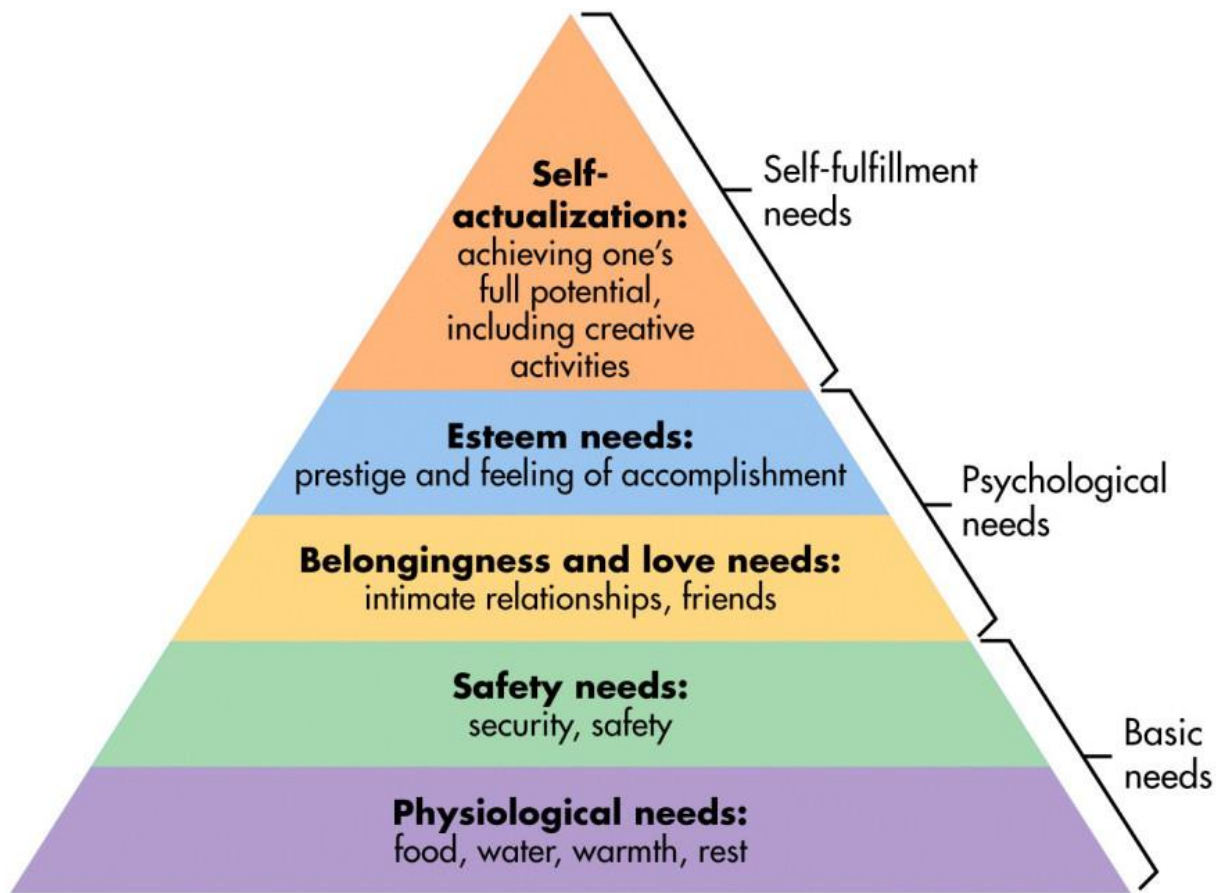 Self-
actualization:
achieving one's
full potential,
including creative
activities
Self-fulfillment
needs
Esteem needs:
prestige and feeling of accomplishment
Belongingness and love needs:
intimate relationships, friends
Psychological
needs
Safety needs:
security, safety
Physiological needs:
food, water, warmth, rest
Basic
needs